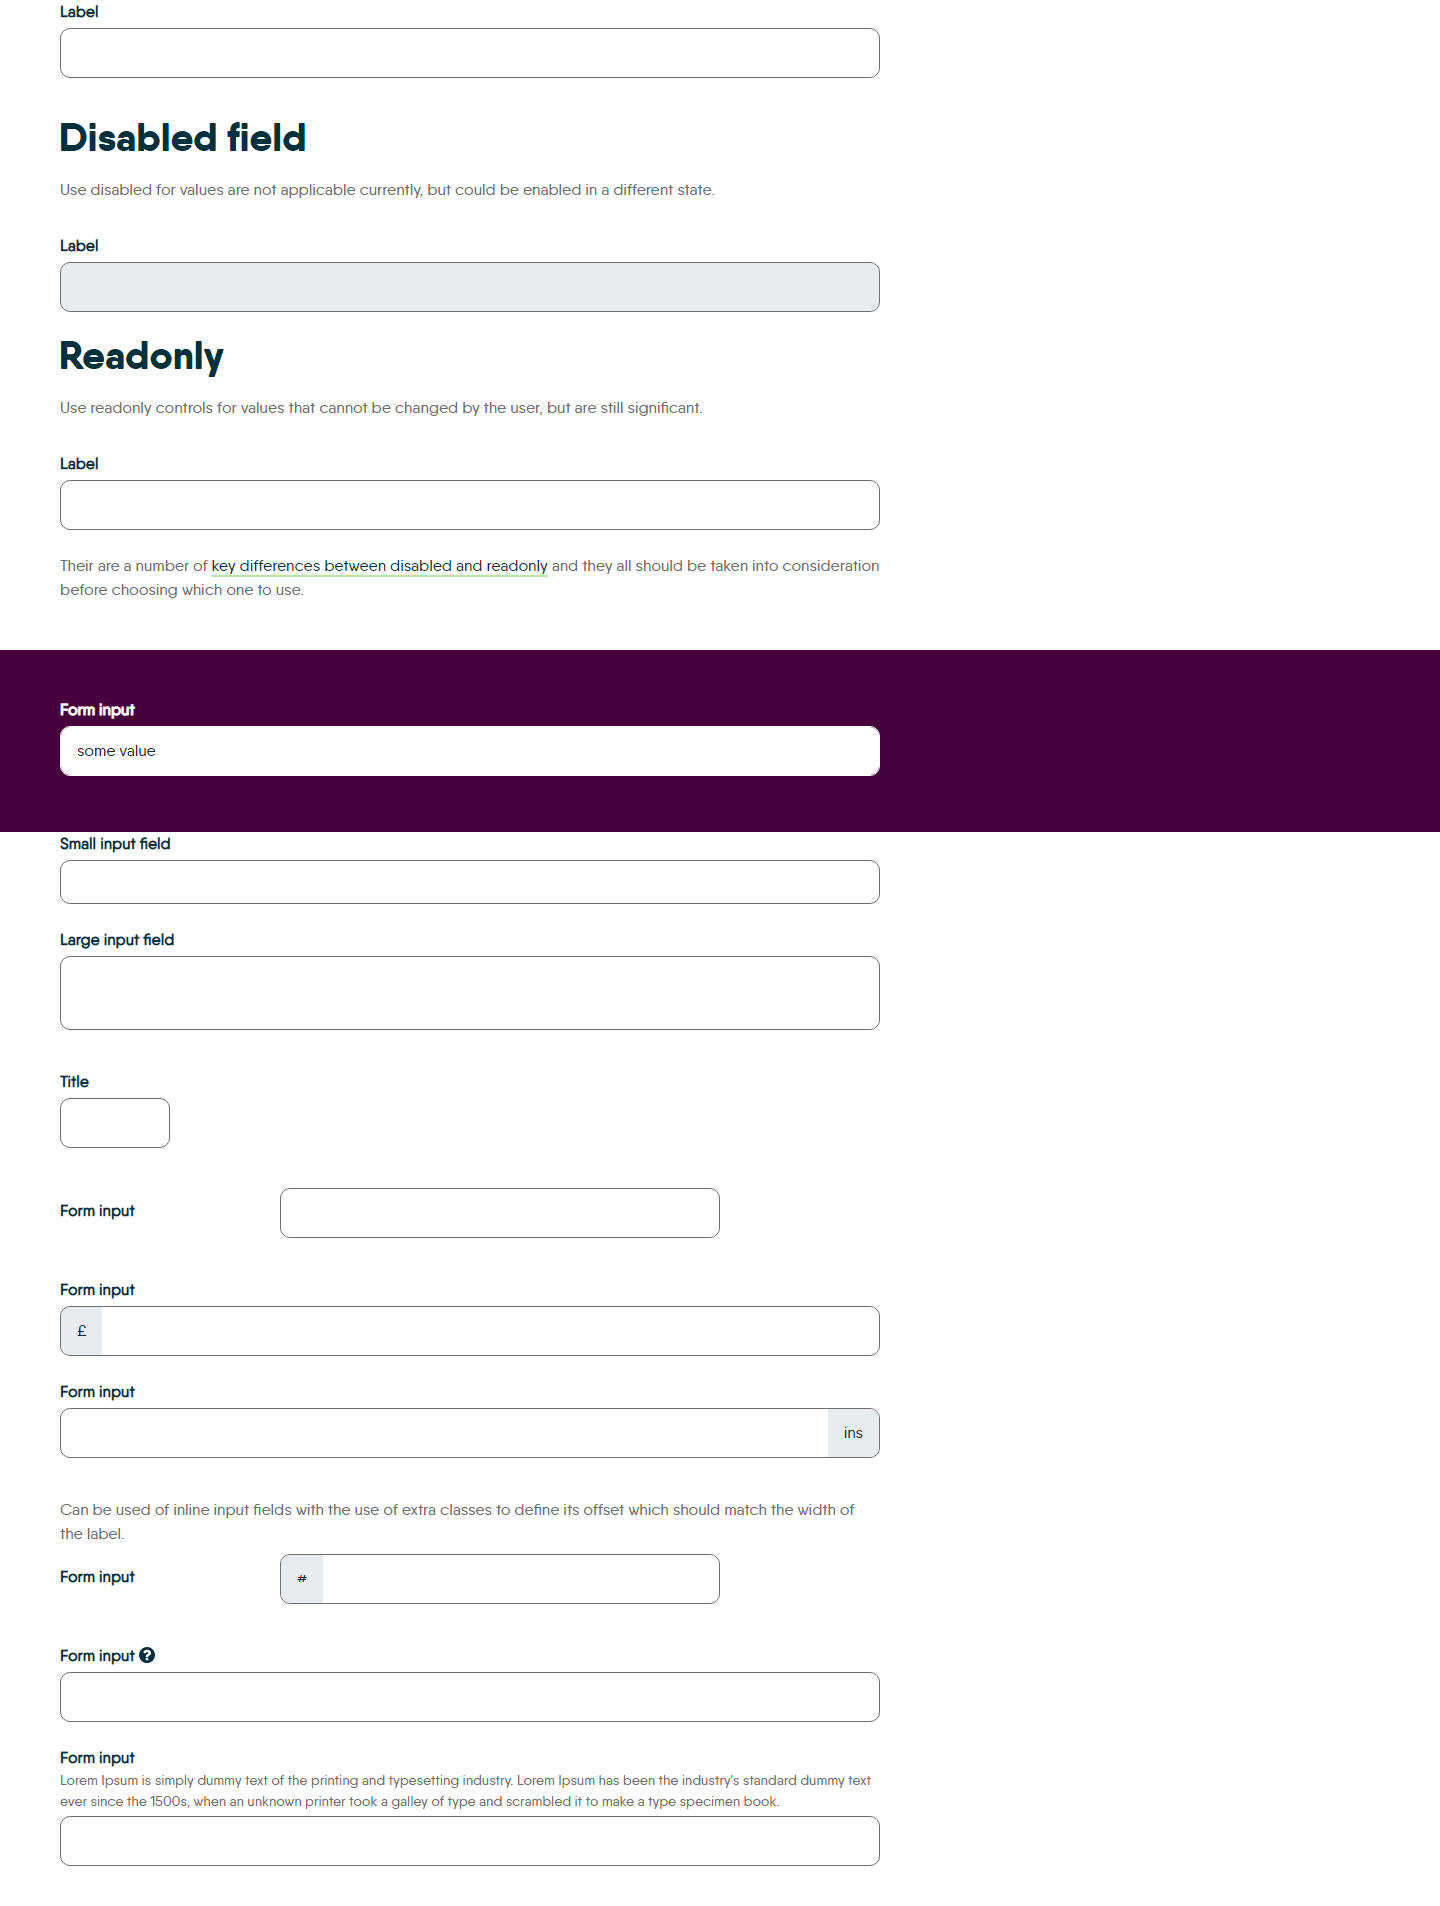 Label
Disabled field
Use disabled for values are not applicable currently, but could be enabled in a different state.
Label
Readonly
Use readonly controls for values that cannot be changed by the user, but are still significant.
Label
Their are a number of key differences between disabled and readonly and they all should be taken into consideration
before choosing which one to use.
Form input
some value
Small input field
Large input field
Title
Form input
Form input
£
Form input
ins
Can be used of inline input fields with the use of extra classes to define its offset which should match the width of
the label.
Form input
#
Form input ?
Form input
Lorem Ipsum is simply dummy text of the printing and typesetting industry. Lorem Ipsum has been the industry's standard dummy text
ever since the 1500s, when an unknown printer took a galley of type and scrambled it to make a type specimen book.